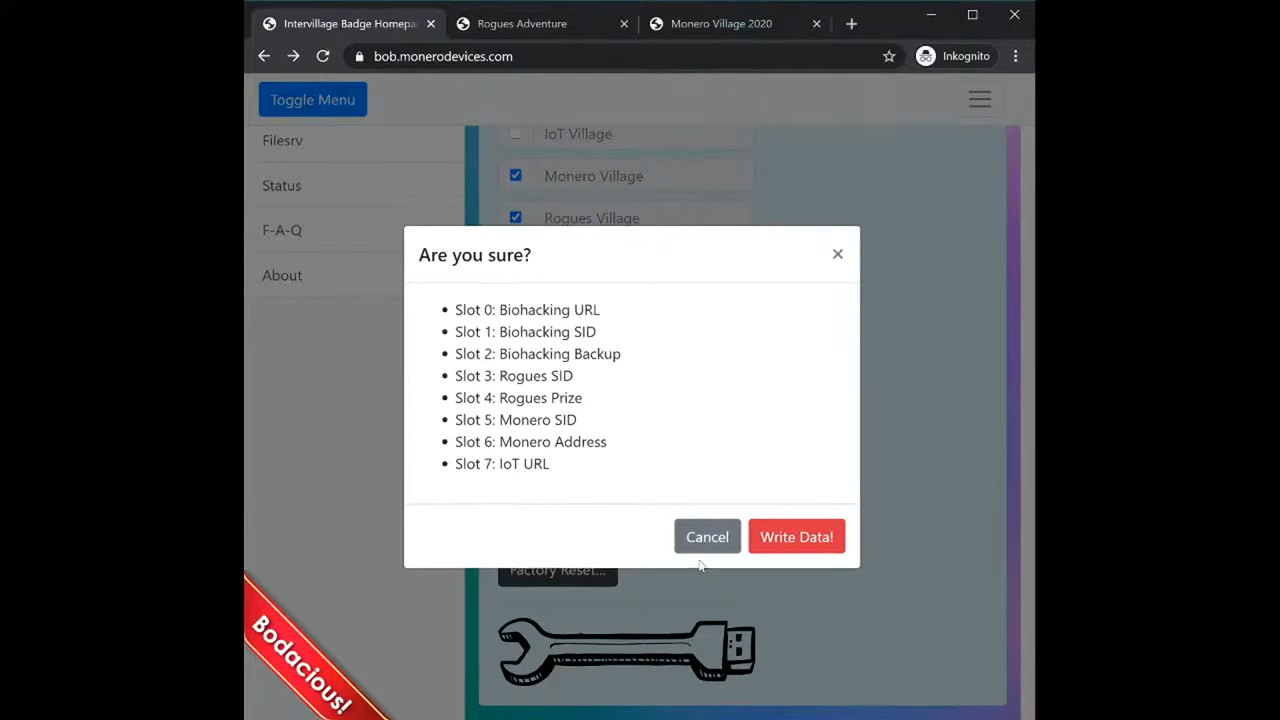 Intervillage Badge Homepa
Rogues Adventure
Monero Village 2020
bob.monerodevices.com
Inkognito
Toggle Menu
Filesrv
Status
F-A-Q
About
IoT Village
Monero Village
Rogues Village
Are you sure?
Slot 0: Biohacking URL
Slot 1: Biohacking SID
Slot 2: Biohacking Backup
Slot 3: Rogues SID
Slot 4: Rogues Prize
Slot 5: Monero SID
Slot 6: Monero Address
Slot 7: IoT URL
Cancel
Write Data!
Factory Reset...
Bodacious!